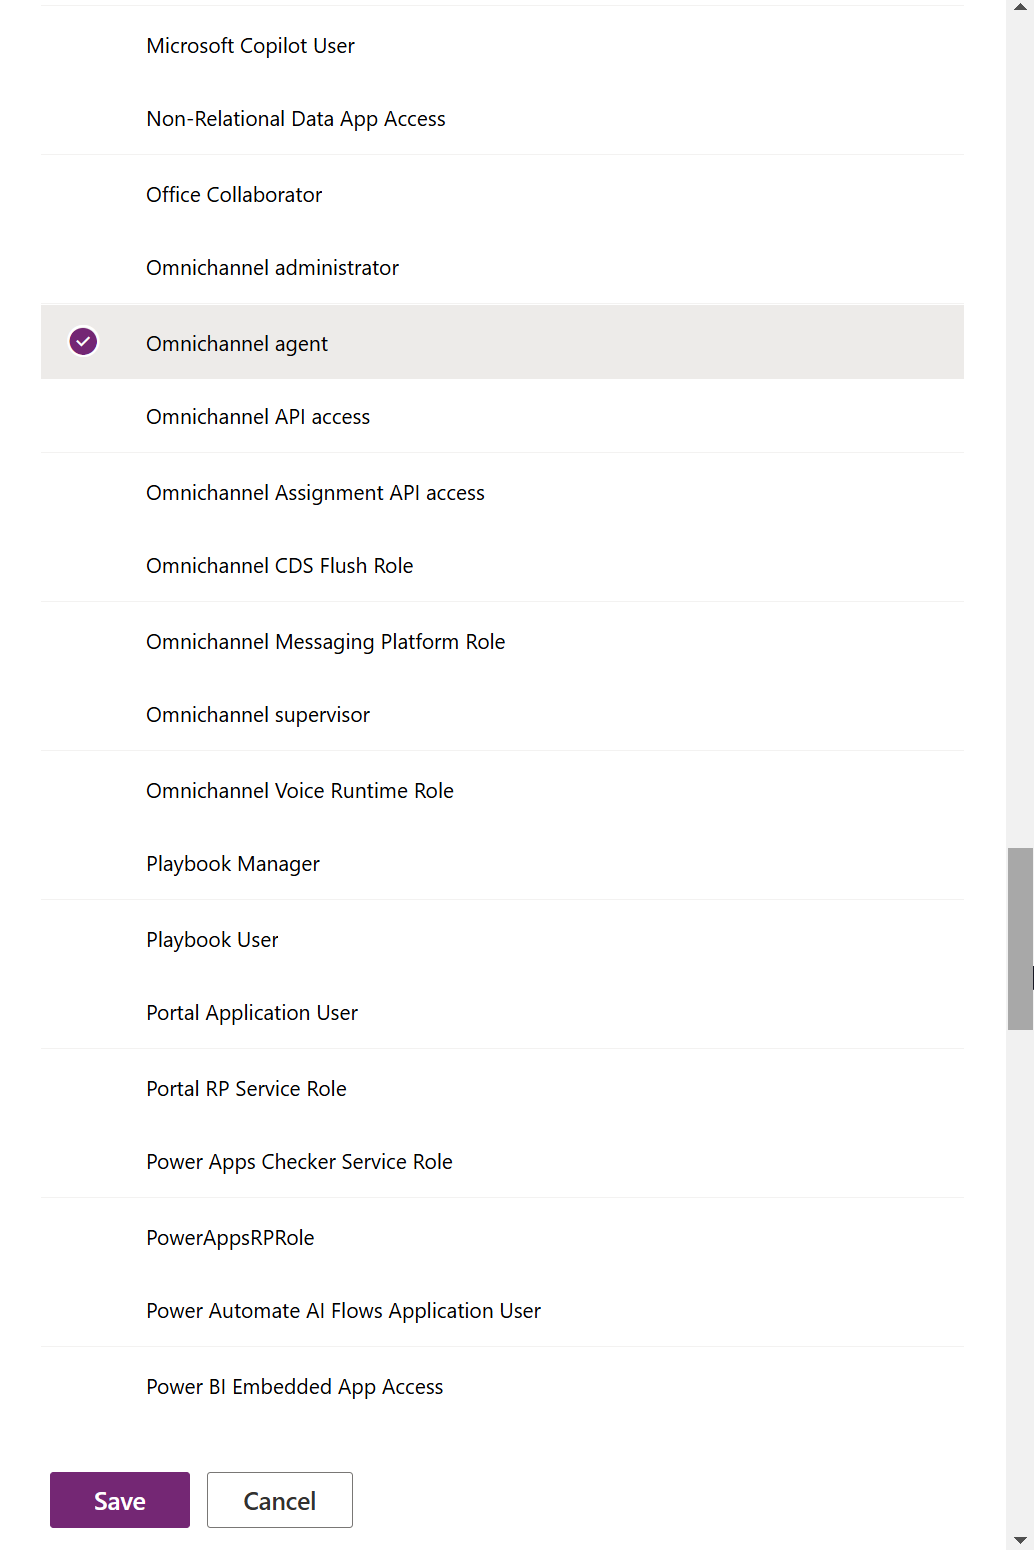 Microsoft Copilot User
Non-Relational Data App Access
Office Collaborator
Omnichannel administrator
Omnichannel agent
Omnichannel API access
Omnichannel Assignment API access
Omnichannel CDS Flush Role
Omnichannel Messaging Platform Role
Omnichannel supervisor
Omnichannel Voice Runtime Role
Playbook Manager
Playbook User
Portal Application User
Portal RP Service Role
Power Apps Checker Service Role
PowerAppsRPRole
Power Automate AI Flows Application User
Power BI Embedded App Access
Save
Cancel